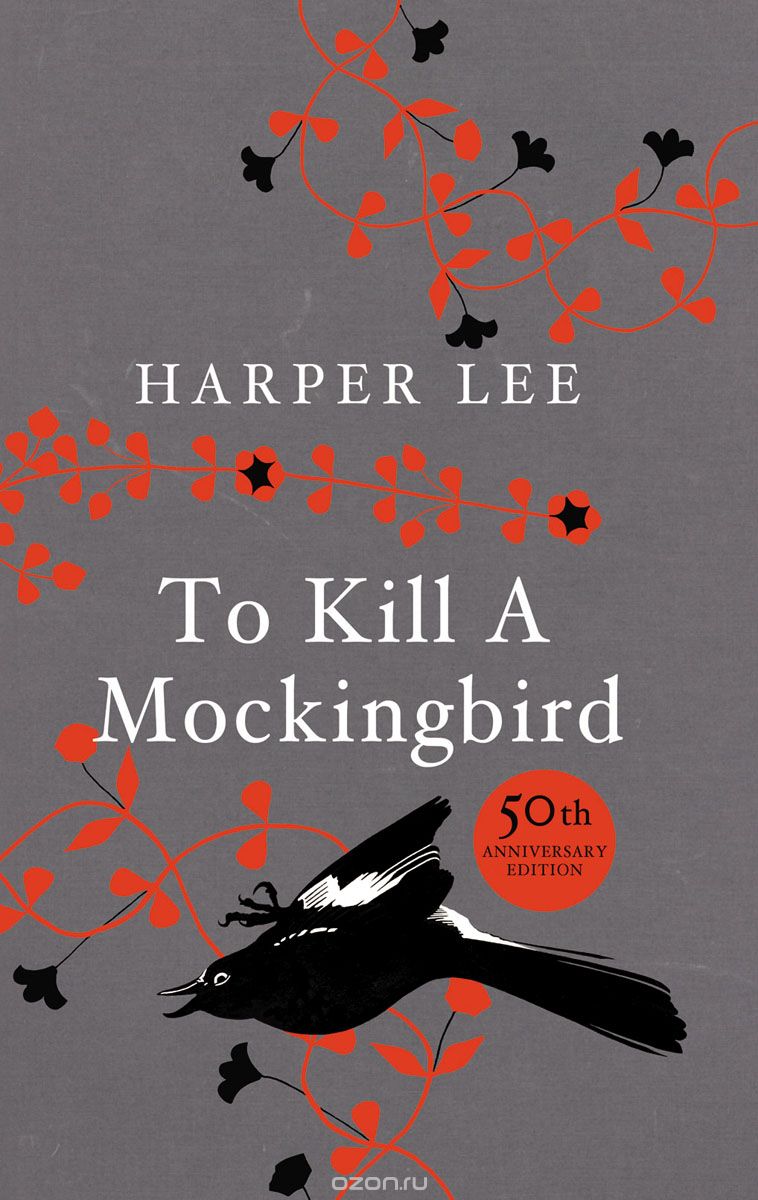 HARPER LEE
To Kill A
Mockingbird
50th
ANNIVERSARY
EDITION
ozon.ru